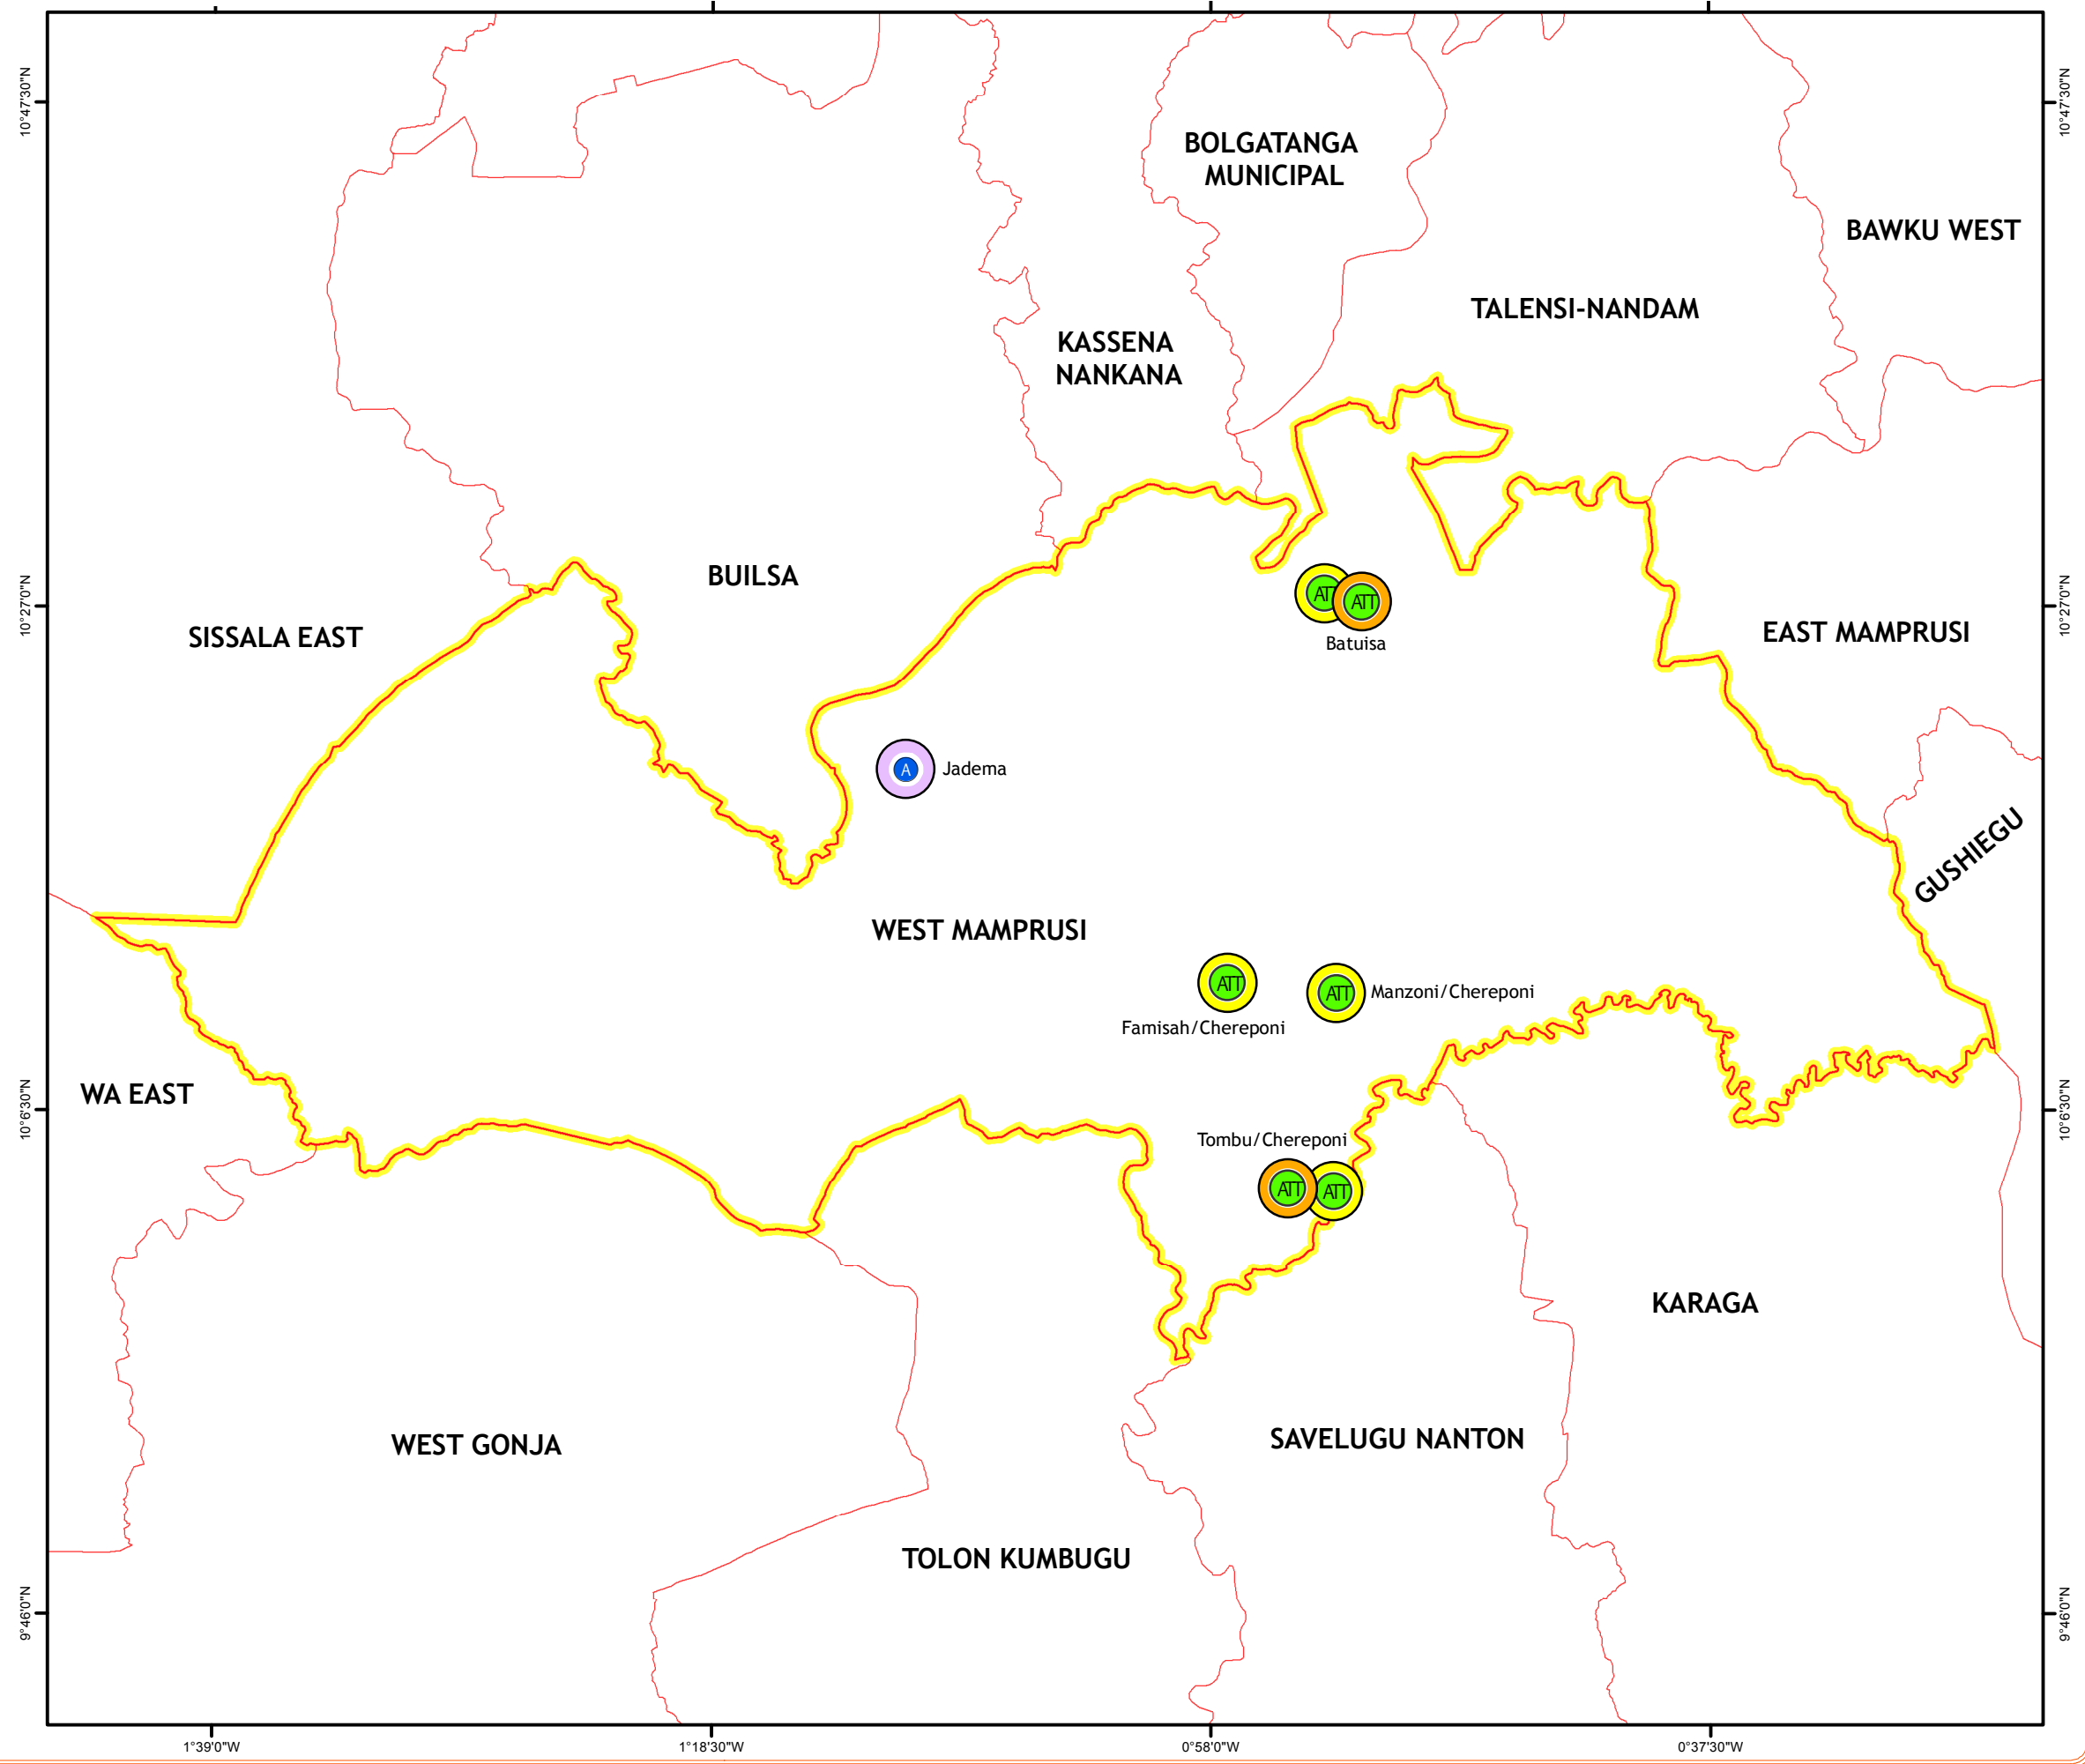 BOLGATANGA
MUNICIPAL
BAWKU WEST
TALENSI-NANDAM
KASSENA
NANKANA
BUILSA
SISSALA EAST
ATT
ATT
Batuisa
EAST MAMPRUSI
A
Jadema
GUSHIEGU
WEST MAMPRUSI
ATT
Famisah/Chereponi
ATT
Manzoni/Chereponi
WA EAST
Tombu/Chereponi
ATT
ATT
KARAGA
WEST GONJA
SAVELUGU NANTON
TOLON KUMBUGU
10°47'30"N
10°27'0"N
10°6'30"N
9°46'0"N
10°47'30"N
10°27'0"N
10°6'30"N
9°46'0"N
1°39'0"W
1°18'30"W
0°58'0"W
0°37'30"W